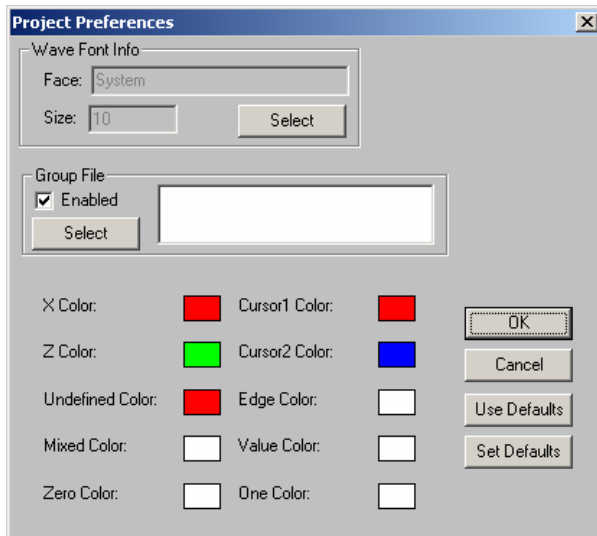 Project Preferences
Wave Font Info
Face: System
Size: 10 Select
Group File
Enabled
Select
X Color: Cursor1 Color:
Z Color: Cursor2 Color:
Undefined Color: Edge Color:
Mixed Color: Value Color:
Zero Color: One Color:
OK
Cancel
Use Defaults
Set Defaults